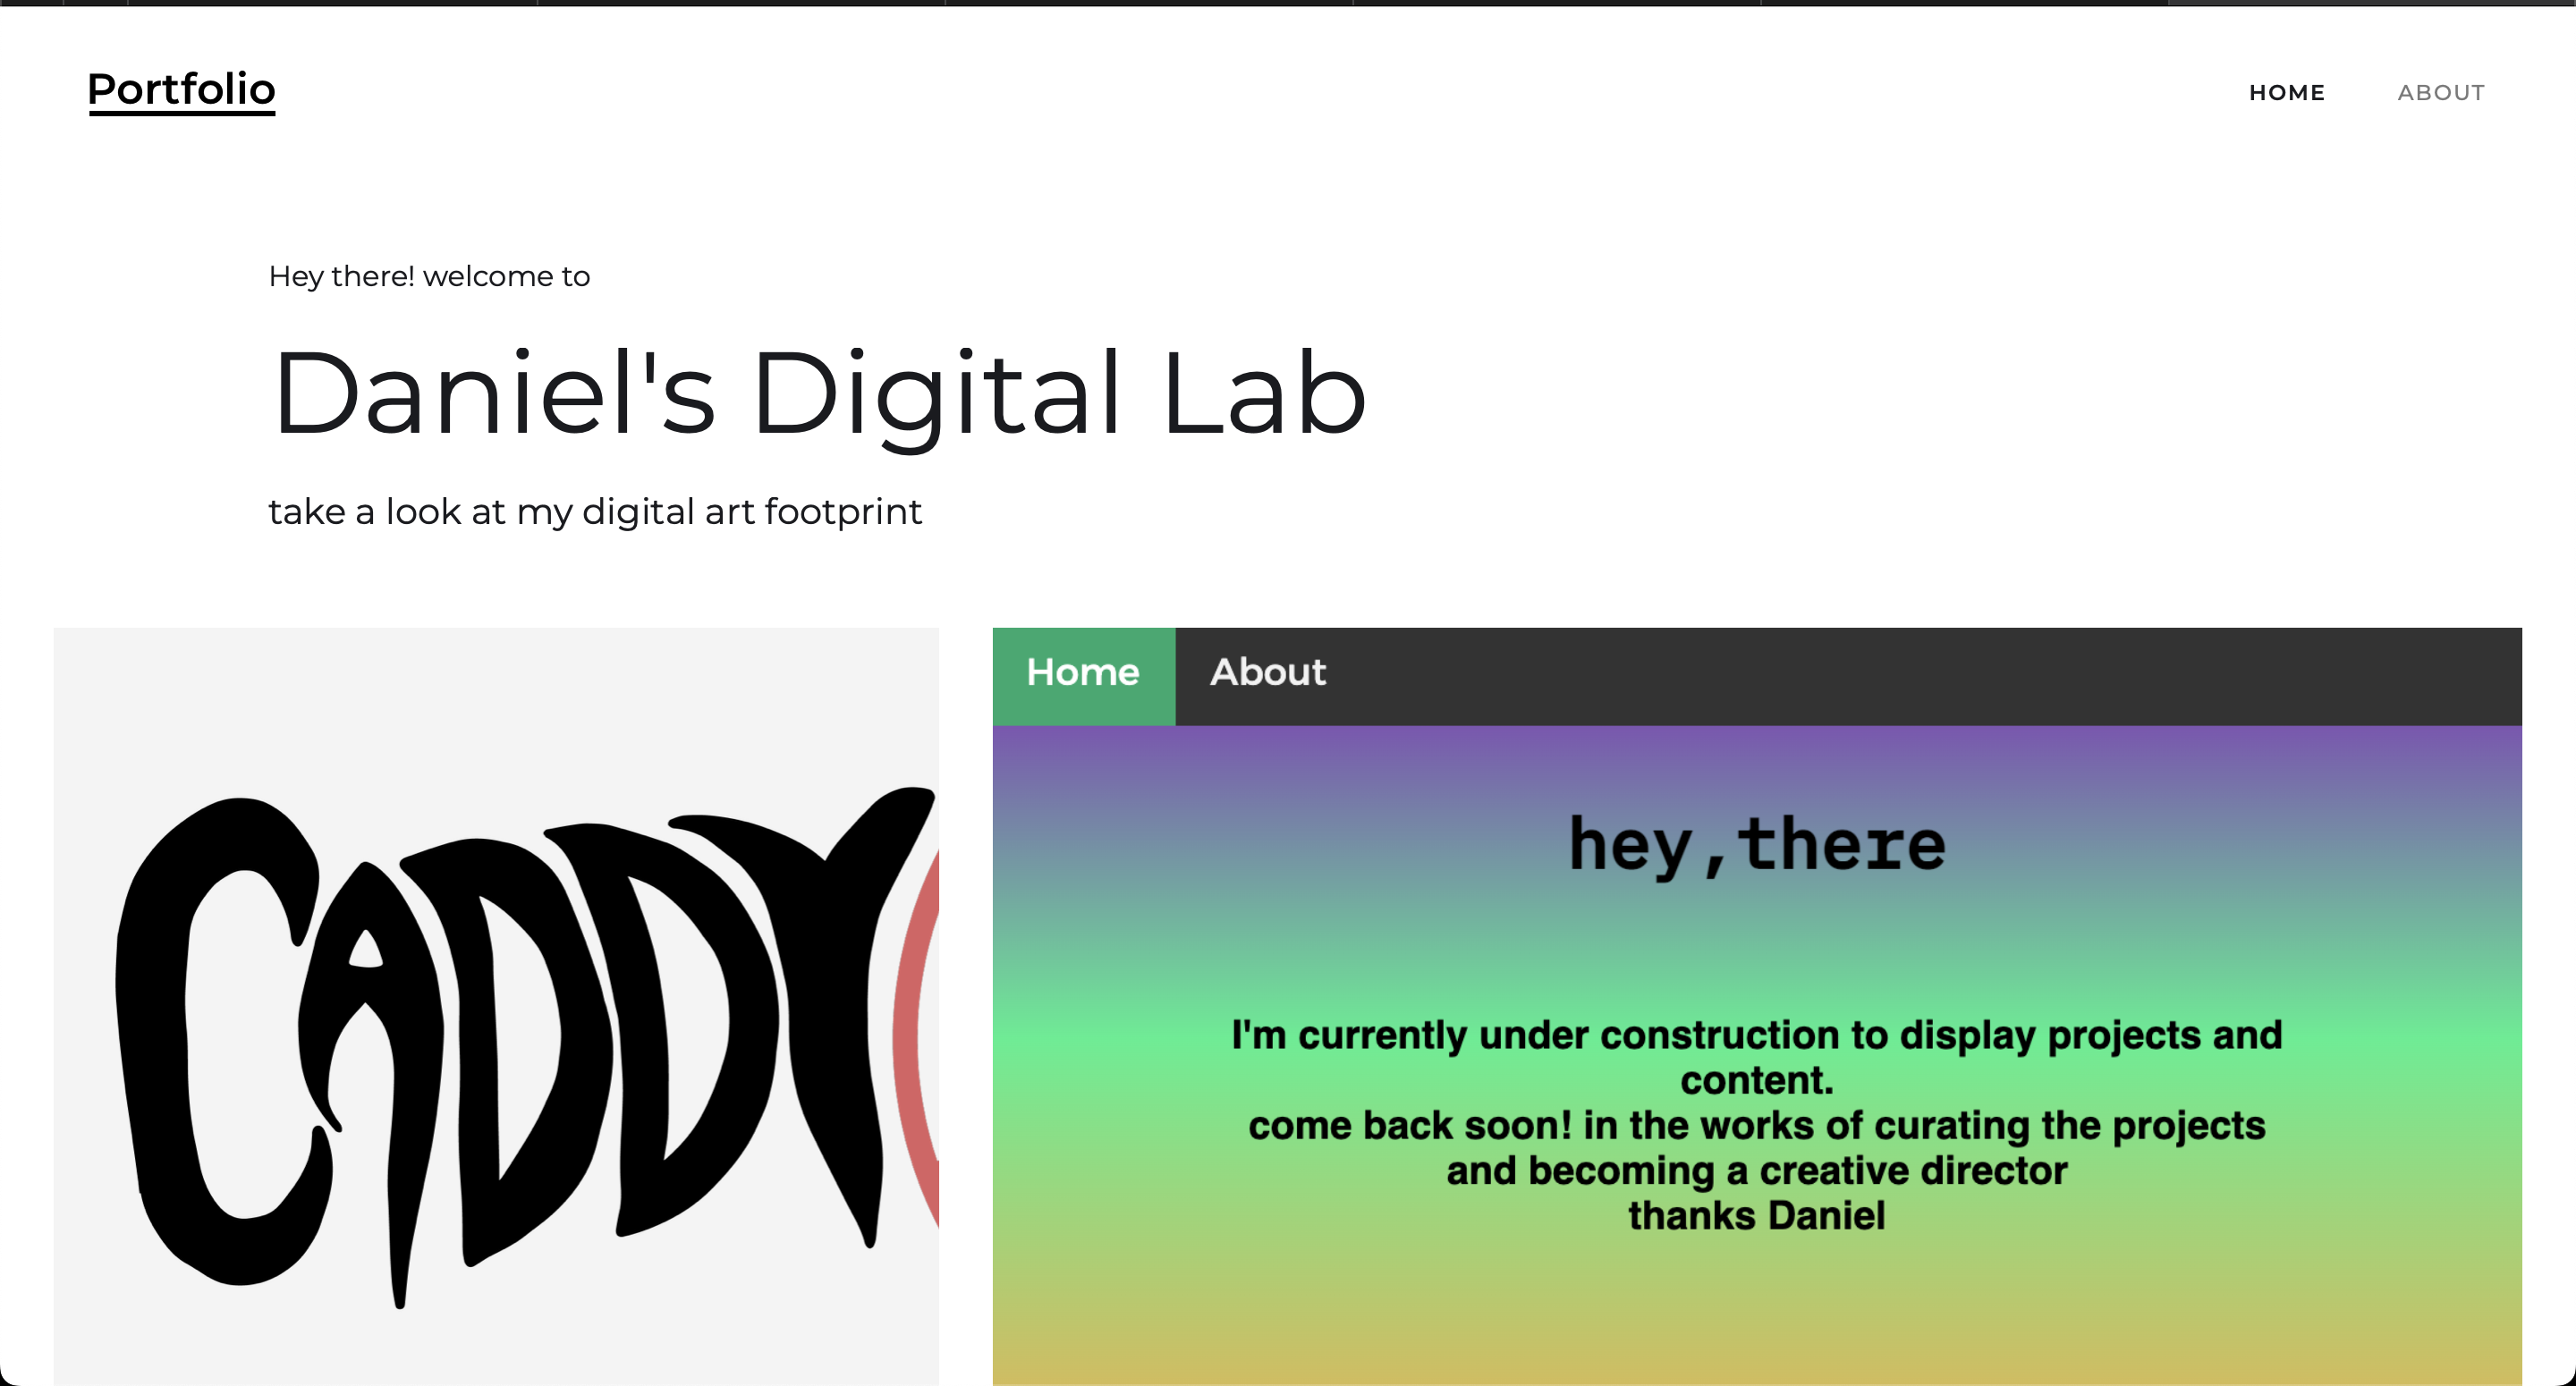 Portfolio
HOME
ABOUT
Hey there! welcome to
Daniel's Digital Lab
take a look at my digital art footprint
CADDY
Home
About
hey,there
I'm currently under construction to display projects and
content.
come back soon! in the works of curating the projects
and becoming a creative director
thanks Daniel